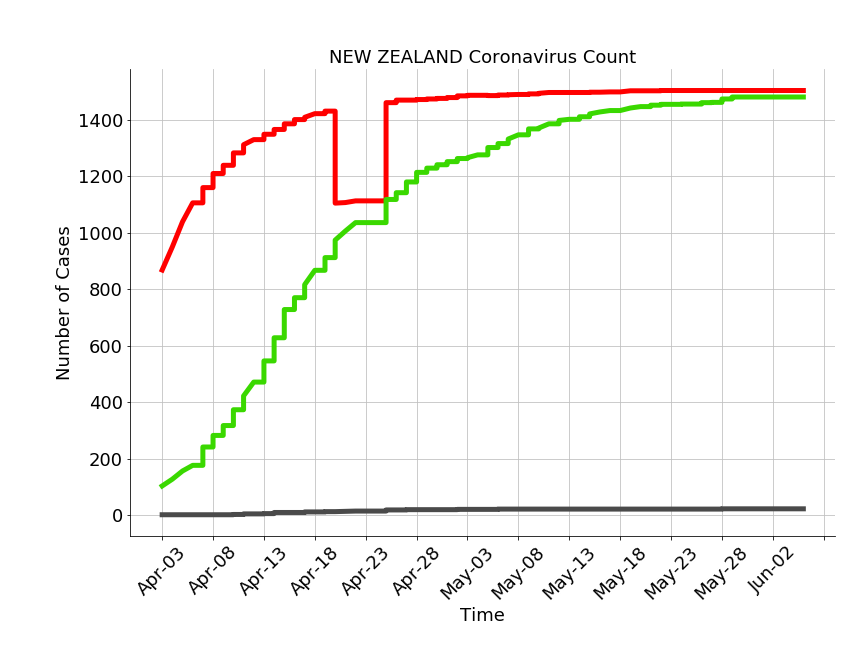 NEW ZEALAND Coronavirus Count
Number of Cases
1400
1200
1000
800
600
400
200
0
Apr-03
Apr-08
Apr-13
Apr-18
Apr-23
Apr-28
May-03
May-08
May-13
May-18
May-23
May-28
Jun-02
Time